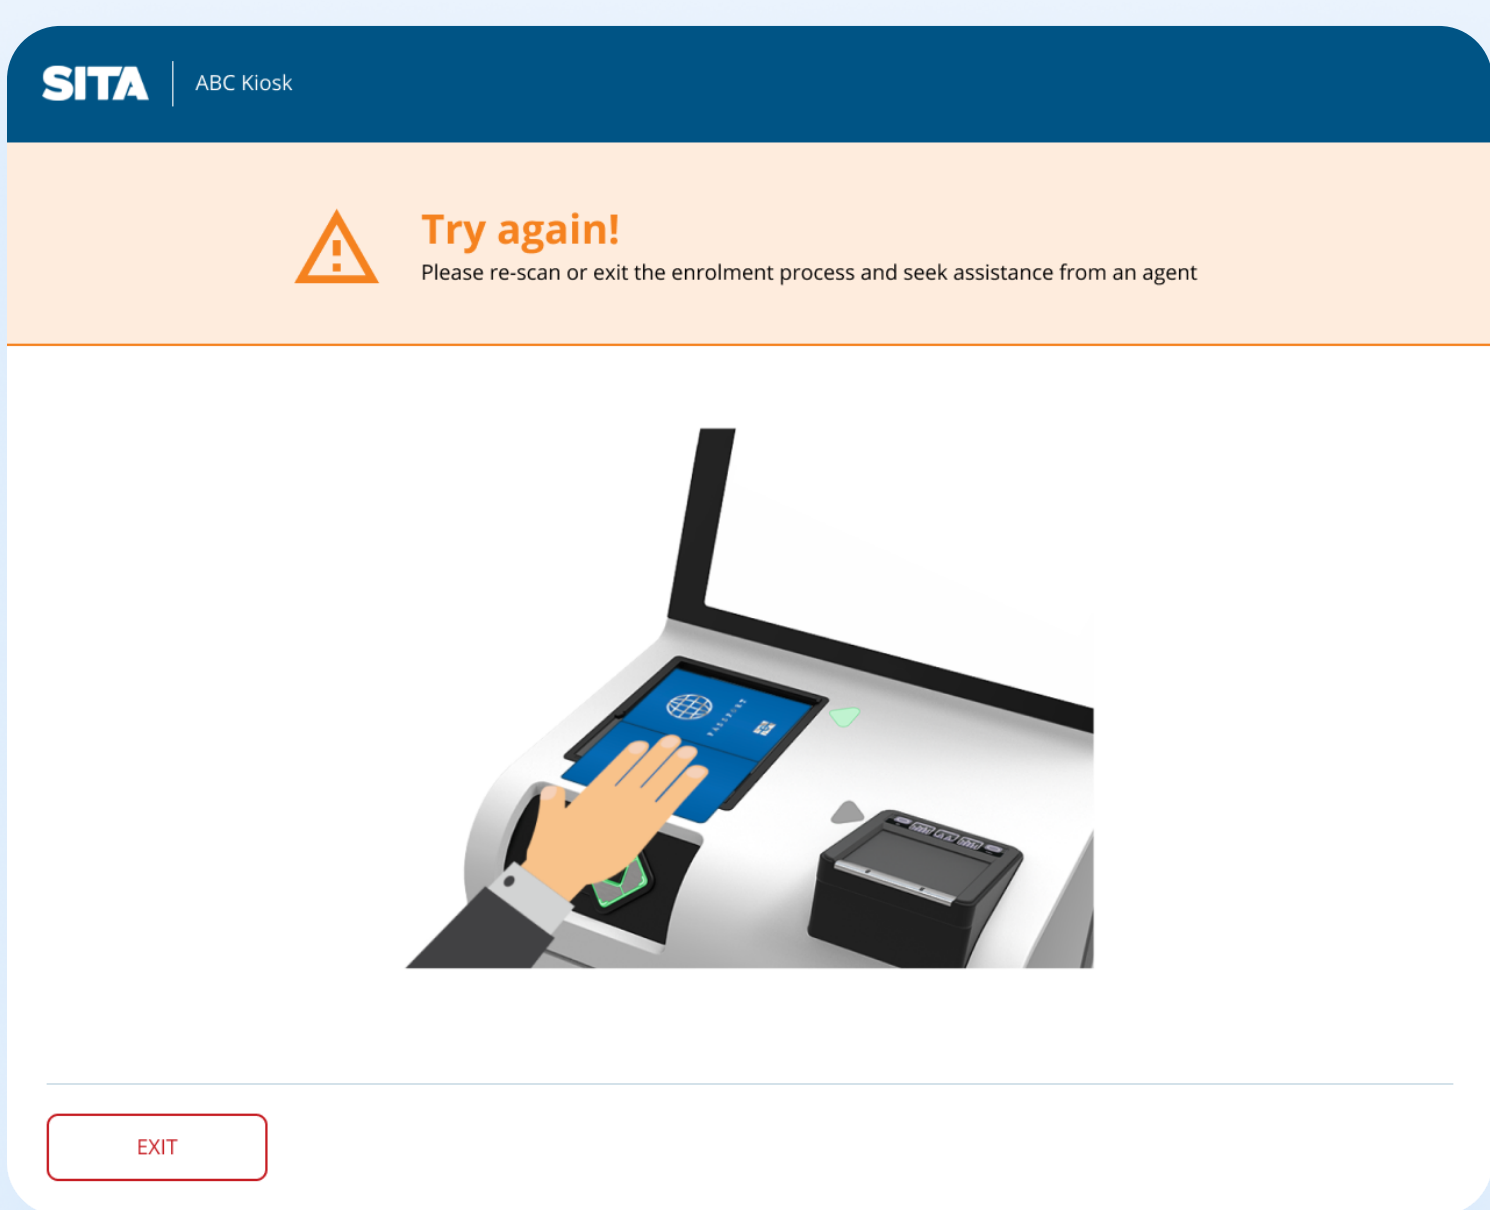 SITA
ABC Kiosk
Try again!
Please re-scan or exit the enrolment process and seek assistance from an agent
PASSPORT
EXIT